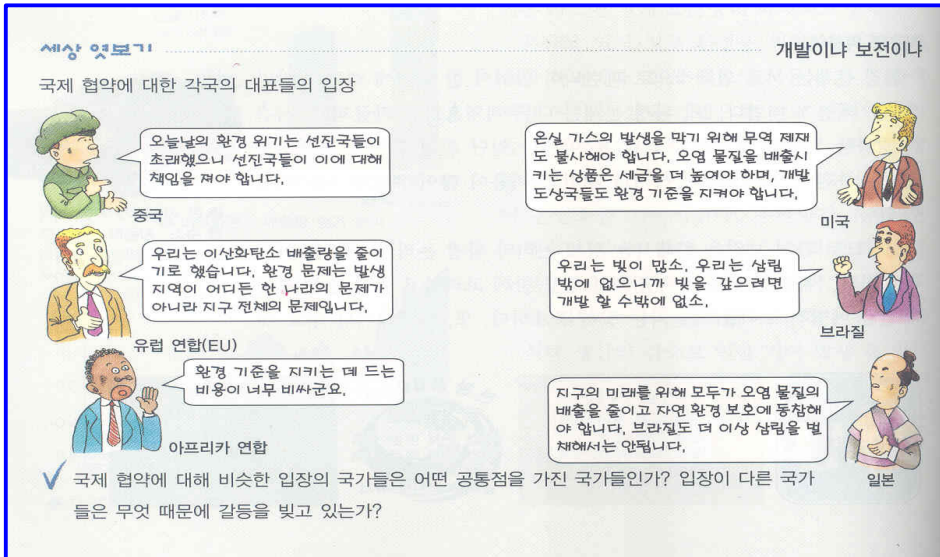 세상 엿보기
개발이냐 보전이냐
국제 협약에 대한 각국의 대표들의 입장
오늘날의 환경 위기는 선진국들이
초래했으니 선진국들이 이에 대해
책임을 져야 합니다.
중국
온실 가스의 발생을 막기 위해 무역 제재
도 불사해야 합니다. 오염 물질을 배출시
키는 상품은 세금을 더 높여야 하며, 개발
도상국들도 환경 기준을 지켜야 합니다.
미국
우리는 이산화탄소 배출량을 줄이
기로 했습니다. 환경 문제는 발생
지역이 어디든 한 나라의 문제가
아니라 지구 전체의 문제입니다.
유럽 연합(EU)
우리는 빚이 많소. 우리는 삼림
밖에 없으니까 빚을 갚으려면
개발 할 수밖에 없소.
브라질
환경 기준을 지키는 데 드는
비용이 너무 비싸군요.
아프리카 연합
지구의 미래를 위해 모두가 오염 물질의
배출을 줄이고 자연 환경 보호에 동참해
야 합니다. 브라질도 더 이상 삼림을 벌
채해서는 안됩니다.
일본
국제 협약에 대해 비슷한 입장의 국가들은 어떤 공통점을 가진 국가들인가? 입장이 다른 국가
들은 무엇 때문에 갈등을 빚고 있는가?